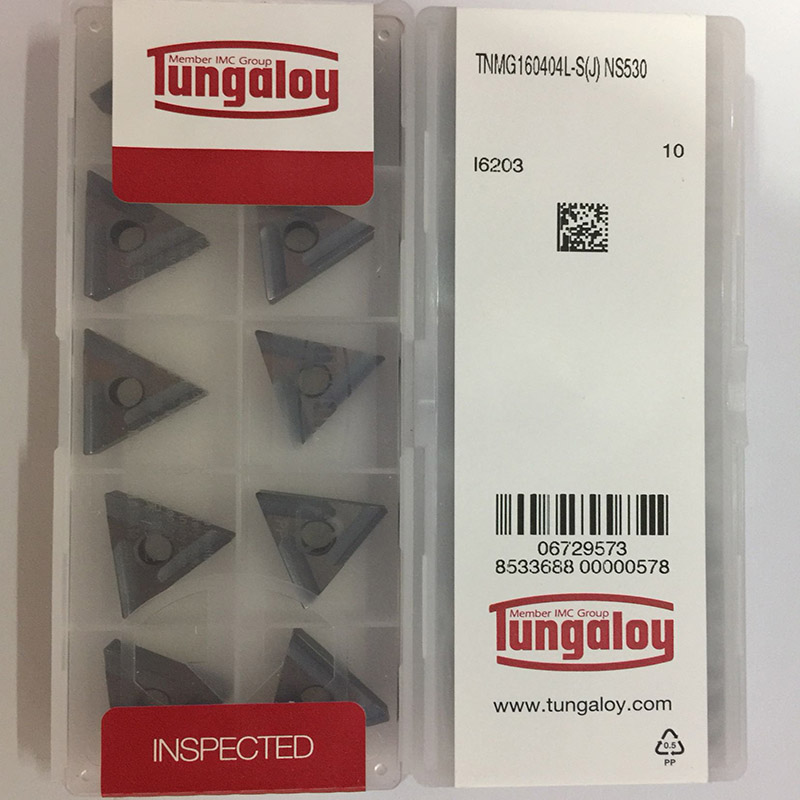 Member IMC Group
Tungaloy
INSPECTED
TNMG160404L-S(J) NS530
I6203
10
06729573
8533688 00000578
Member IMC Group
Tungaloy
www.tungaloy.com
0.5
PP